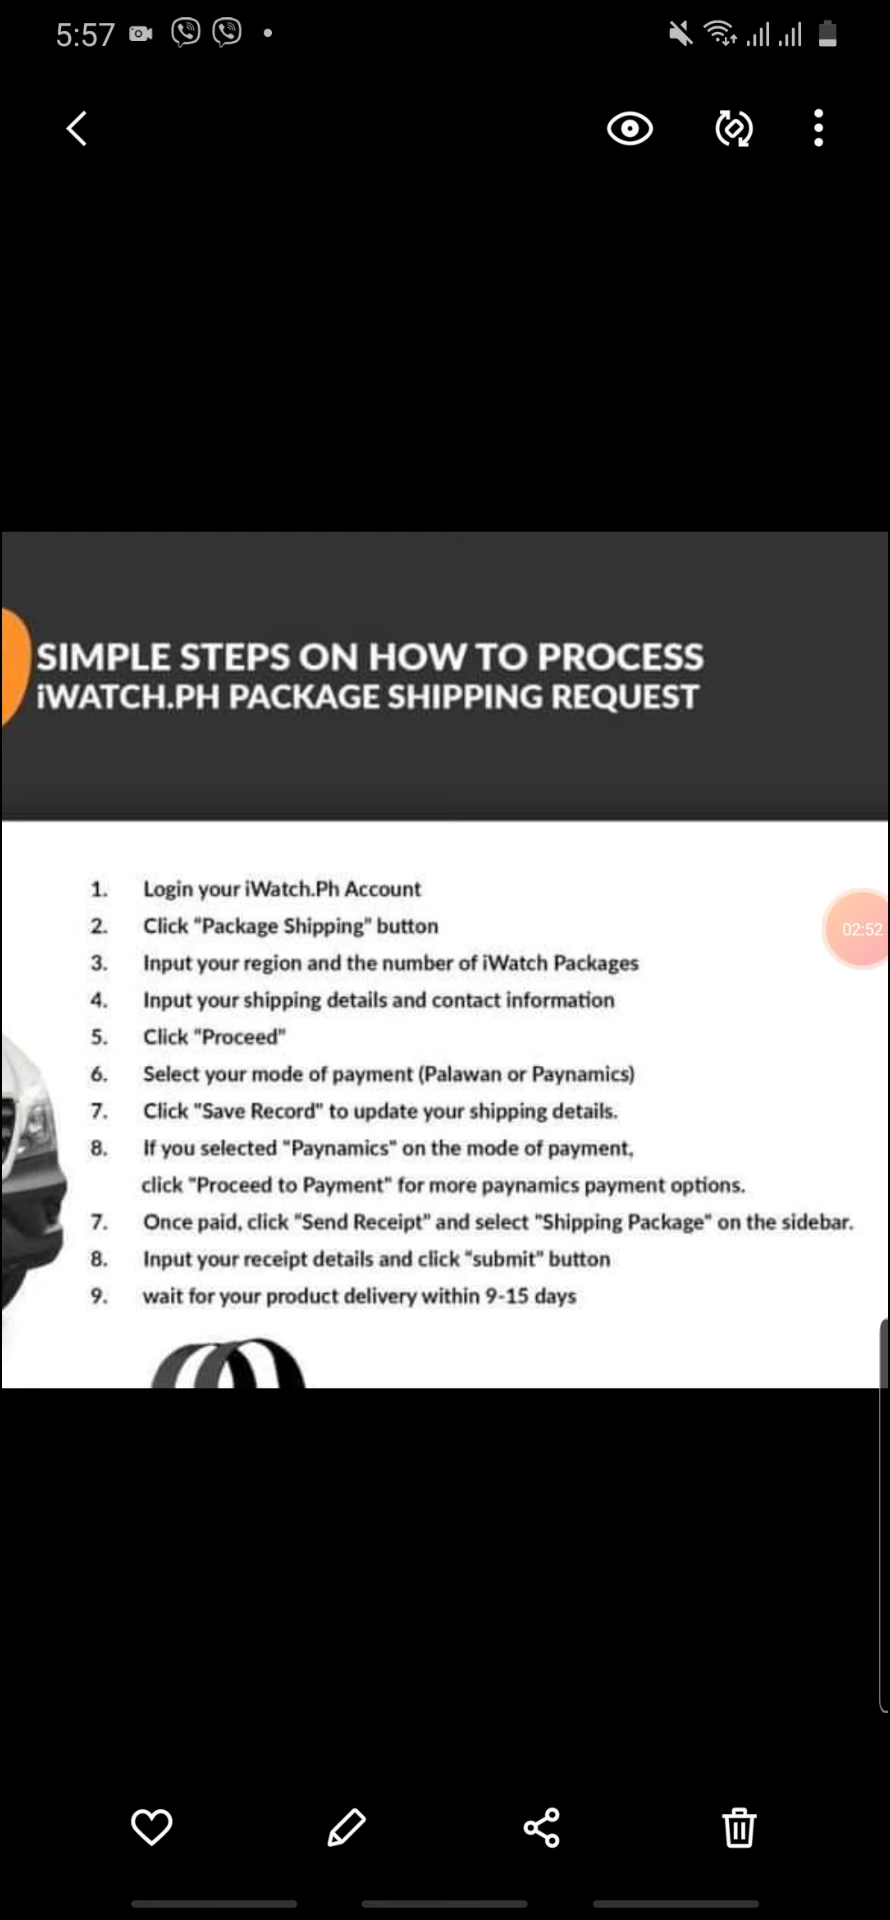 5:57
SIMPLE STEPS ON HOW TO PROCESS
iWATCH.PH PACKAGE SHIPPING REQUEST
1. Login your iWatch.Ph Account
2. Click "Package Shipping" button
3. Input your region and the number of iWatch Packages
02:52
4. Input your shipping details and contact information
5. Click "Proceed"
6. Select your mode of payment (Palawan or Paynamics)
7. Click "Save Record" to update your shipping details.
8. If you selected "Paynamics" on the mode of payment,
click "Proceed to Payment" for more paynamics payment options.
7. Once paid, click "Send Receipt" and select "Shipping Package" on the sidebar.
8. Input your receipt details and click "submit" button
9. wait for your product delivery within 9-15 days